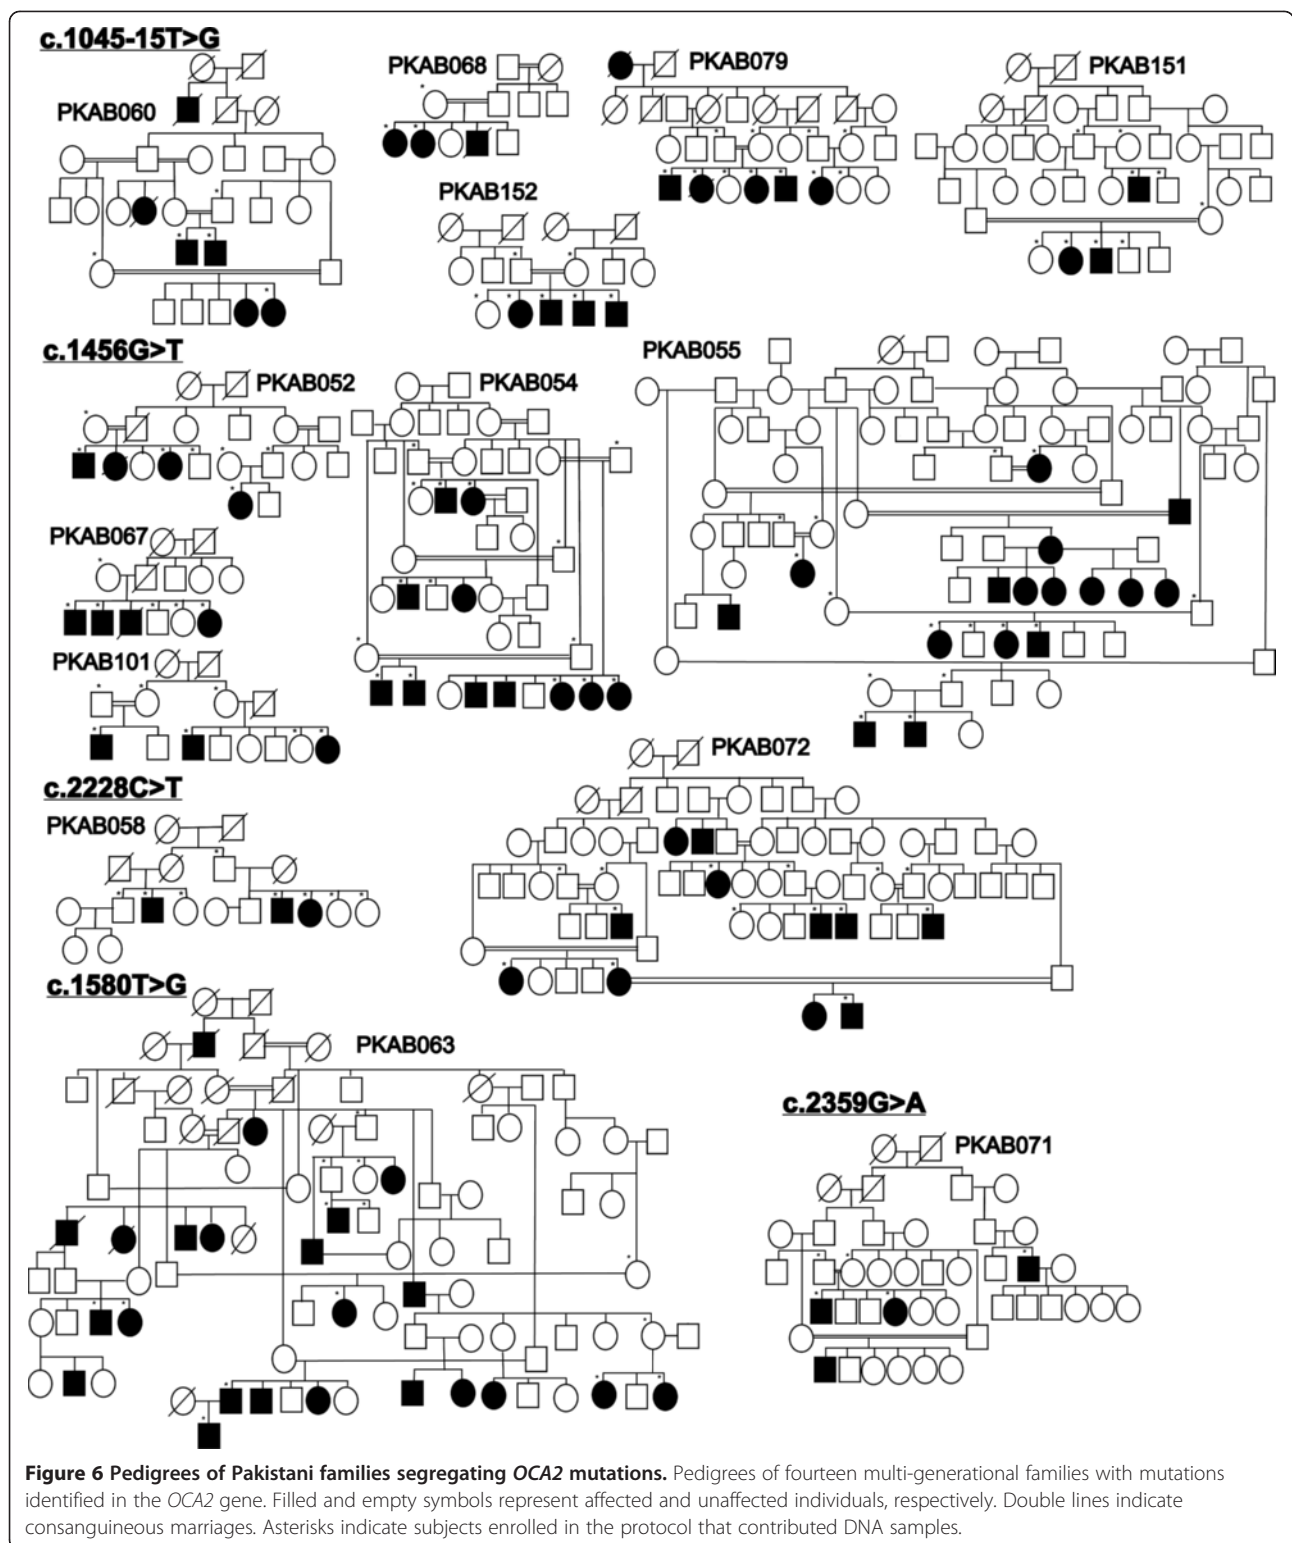 c.1045-15T>G
PKAB060
PKAB068
PKAB079
PKAB151
PKAB152
c.1456G>T
PKAB052
PKAB054
PKAB055
PKAB067
PKAB101
c.2228C>T
PKAB058
PKAB072
c.1580T>G
PKAB063
c.2359G>A
PKAB071
Figure 6 Pedigrees of Pakistani families segregating OCA2 mutations. Pedigrees of fourteen multi-generational families with mutations
identified in the OCA2 gene. Filled and empty symbols represent affected and unaffected individuals, respectively. Double lines indicate
consanguineous marriages. Asterisks indicate subjects enrolled in the protocol that contributed DNA samples.